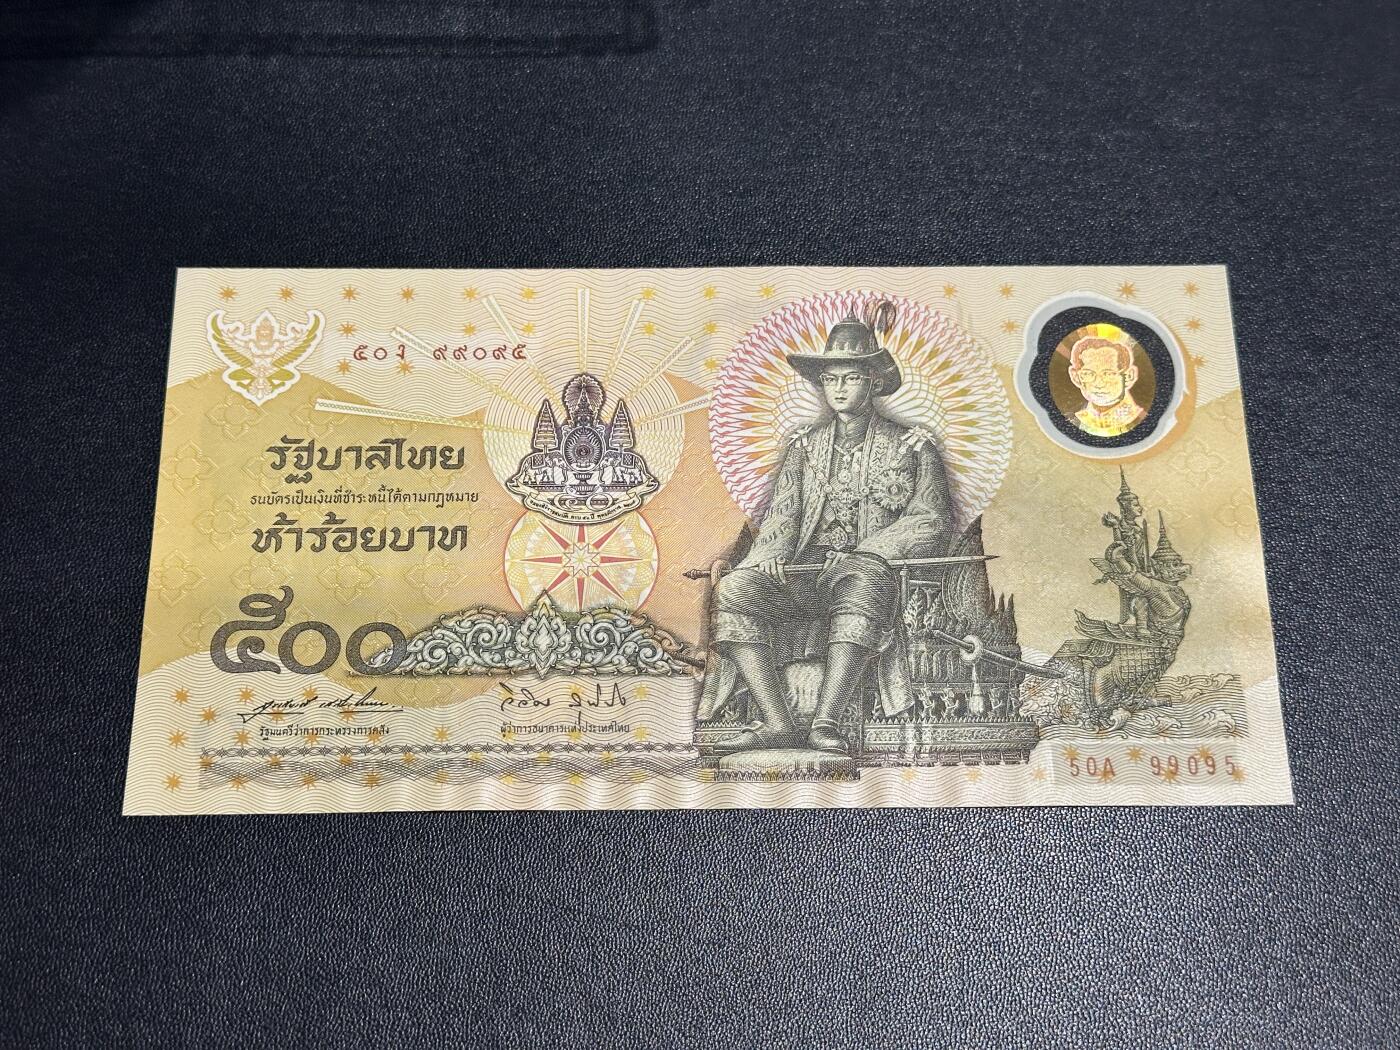 ๕๐ง ๙๙๐๙๕
รัฐบาลไทย
ธนบัตรเป็นเงินที่ชำระหนี้ได้ตามกฎหมาย
ห้าร้อยบาท
๕๐๐
รัฐมนตรีว่าการกระทรวงการคลัง
ผู้ว่าการธนาคารแห่งประเทศไทย
50A 99095